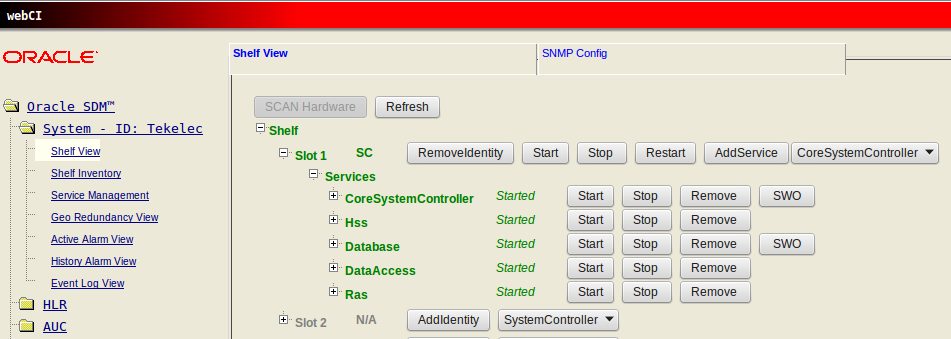 webCI
ORACLE
Shelf View
SNMP Config
Oracle SDM™
System - ID: Tekelec
Shelf View
Shelf Inventory
Service Management
Geo Redundancy View
Active Alarm View
History Alarm View
Event Log View
HLR
AUC
SCAN Hardware Refresh
Shelf
Slot 1 SC RemoveIdentity Start Stop Restart AddService CoreSystemController
Services
CoreSystemController Started Start Stop Remove SWO
Hss Started Start Stop Remove
Database Started Start Stop Remove SWO
DataAccess Started Start Stop Remove
Ras Started Start Stop Remove
Slot 2 N/A AddIdentity SystemController